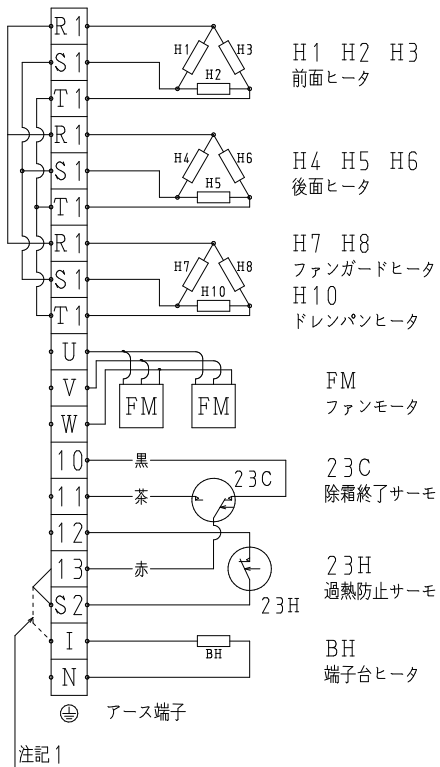 R1
S1
T1
R1
S1
T1
R1
S1
T1
U
V
W
10
11
12
13
S2
I
N
H1
H3
H2
H4
H6
H5
H7
H8
H10
FM
FM
黒
茶
赤
23C
23H
BH
H1 H2 H3
前面ヒータ
H4 H5 H6
後面ヒータ
H7 H8
ファンガードヒータ
H10
ドレンパンヒータ
FM
ファンモータ
23C
除霜終了サーモ
23H
過熱防止サーモ
BH
端子台ヒータ
アース端子
注記1